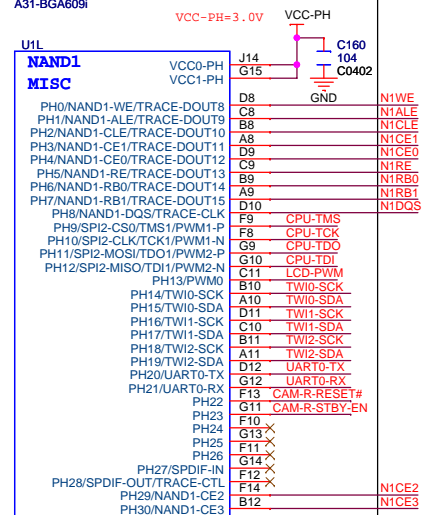 A31-BGA609i
VCC-PH=3.0V VCC-PH
U1L
NAND1
MISC
C160
104
C0402
GND
VCC0-PH J14
VCC1-PH G15
PH0/NAND1-WE/TRACE-DOUT8 D8 N1WE
PH1/NAND1-ALE/TRACE-DOUT9 C8 N1ALE
PH2/NAND1-CLE/TRACE-DOUT10 B8 N1CLE
PH3/NAND1-CE1/TRACE-DOUT11 A8 N1CE1
PH4/NAND1-CE0/TRACE-DOUT12 D9 N1CE0
PH5/NAND1-RE/TRACE-DOUT13 C9 N1RE
PH6/NAND1-RB0/TRACE-DOUT14 B9 N1RB0
PH7/NAND1-RB1/TRACE-DOUT15 A9 N1RB1
PH8/NAND1-DQS/TRACE-CLK D10 N1DQS
PH9/SPI2-CS0/TMS1/PWM1-P F9 CPU-TMS
PH10/SPI2-CLK/TCK1/PWM1-N F8 CPU-TCK
PH11/SPI2-MOSI/TDO1/PWM2-P G9 CPU-TDO
PH12/SPI2-MISO/TDI1/PWM2-N G10 CPU-TDI
PH13/PWM0 C11 LCD-PWM
PH14/TWI0-SCK B10 TWI0-SCK
PH15/TWI0-SDA A10 TWI0-SDA
PH16/TWI1-SCK D11 TWI1-SCK
PH17/TWI1-SDA C10 TWI1-SDA
PH18/TWI2-SCK B11 TWI2-SCK
PH19/TWI2-SDA A11 TWI2-SDA
PH20/UART0-TX D12 UART0-TX
PH21/UART0-RX G12 UART0-RX
PH22 F13 CAM-R-RESET#
PH23 G11 CAM-R-STBY-EN
PH24 F10
PH25 G13
PH26 F11
PH27/SPDIF-IN G14
PH28/SPDIF-OUT/TRACE-CTL F12
PH29/NAND1-CE2 F14 N1CE2
PH30/NAND1-CE3 B12 N1CE3